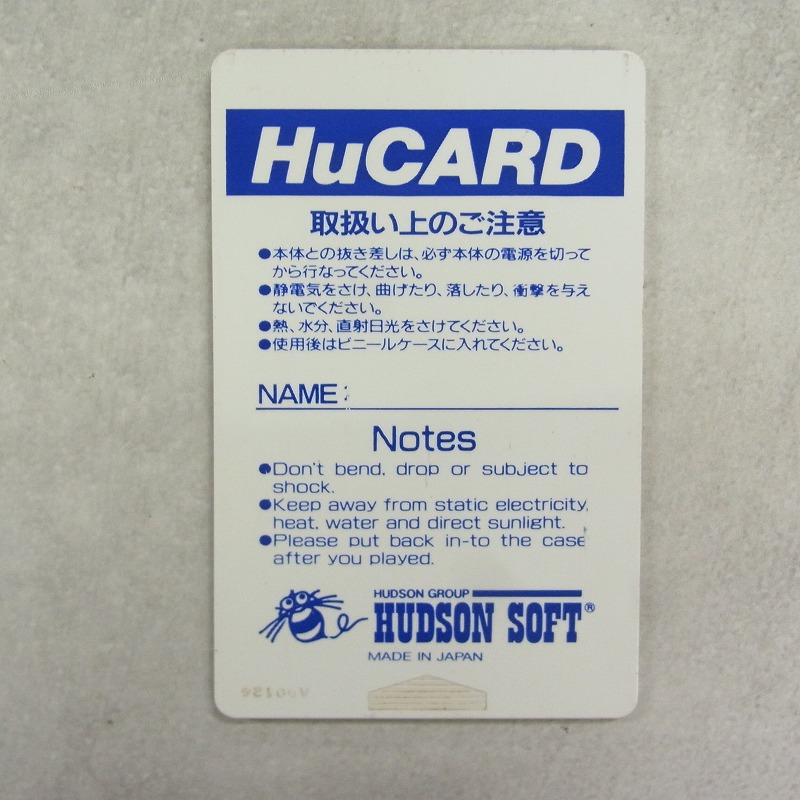 HuCARD
取扱い上のご注意
●本体との抜き差しは、必ず本体の電源を切って
から行なってください。
●静電気をさけ、曲げたり、落したり、衝撃を与え
ないでください。
●熱、水分、直射日光をさけてください。
●使用後はビニールケースに入れてください。
NAME:
Notes
●Don't bend, drop or subject to
shock.
●Keep away from static electricity,
heat, water and direct sunlight.
●Please put back in-to the case
after you played.
HUDSON GROUP
HUDSON SOFT®
MADE IN JAPAN